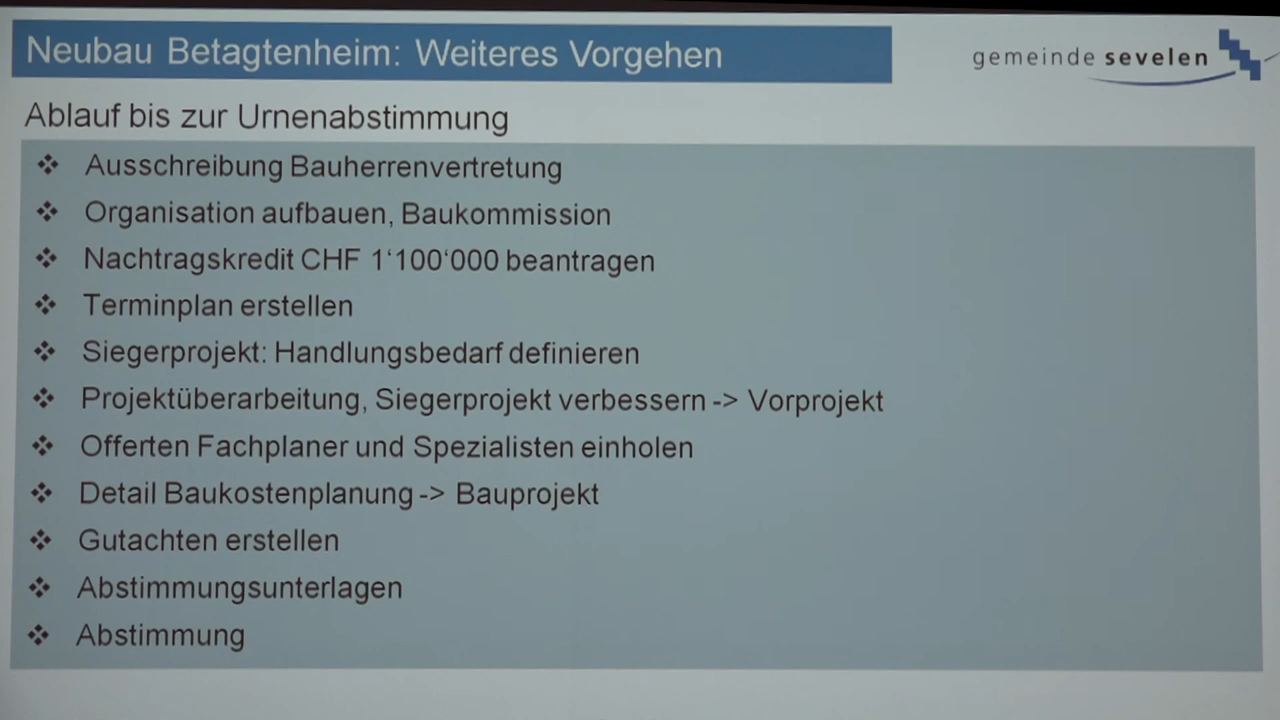 Neubau Betagtenheim: Weiteres Vorgehen
gemeinde sevelen
Ablauf bis zur Urnenabstimmung
❖ Ausschreibung Bauherrenvertretung
❖ Organisation aufbauen, Baukommission
❖ Nachtragskredit CHF 1‘100‘000 beantragen
❖ Terminplan erstellen
❖ Siegerprojekt: Handlungsbedarf definieren
❖ Projektüberarbeitung, Siegerprojekt verbessern -> Vorprojekt
❖ Offerten Fachplaner und Spezialisten einholen
❖ Detail Baukostenplanung -> Bauprojekt
❖ Gutachten erstellen
❖ Abstimmungsunterlagen
❖ Abstimmung